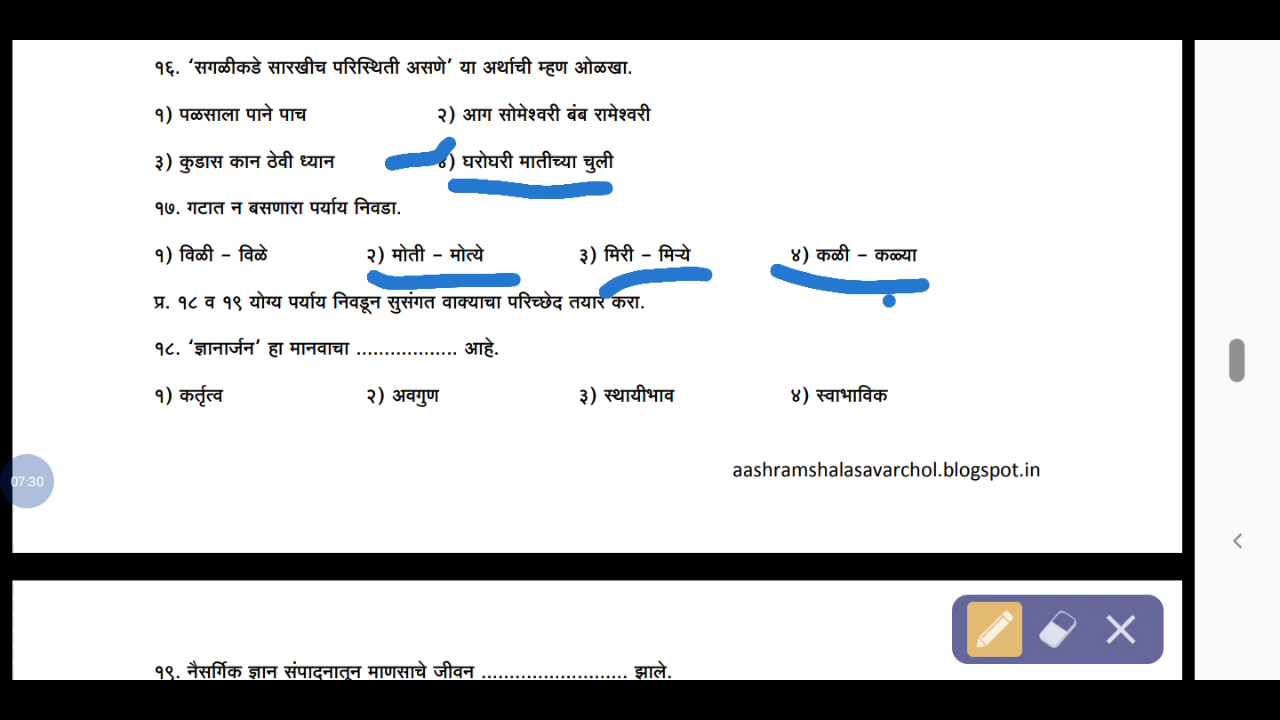 १६. ‘सगळीकडे सारखीच परिस्थिती असणे’ या अर्थाची म्हण ओळखा.
१) पळसाला पाने पाच २) आग सोमेश्वरी बंब रामेश्वरी
३) कुडास कान ठेवी ध्यान ४) घरोघरी मातीच्या चुली
१७. गटात न बसणारा पर्याय निवडा.
१) विळी – विळे २) मोती – मोत्ये ३) मिरी – मिऱ्ये ४) कळी – कळ्या
प्र. १८ व १९ योग्य पर्याय निवडून सुसंगत वाक्याचा परिच्छेद तयार करा.
१८. ‘ज्ञानार्जन’ हा मानवाचा .................. आहे.
१) कर्तृत्व २) अवगुण ३) स्थायीभाव ४) स्वाभाविक
aashramshalasavarchol.blogspot.in
07:30
१९. नैसर्गिक ज्ञान संपादनातून माणसाचे जीवन .......................... झाले.